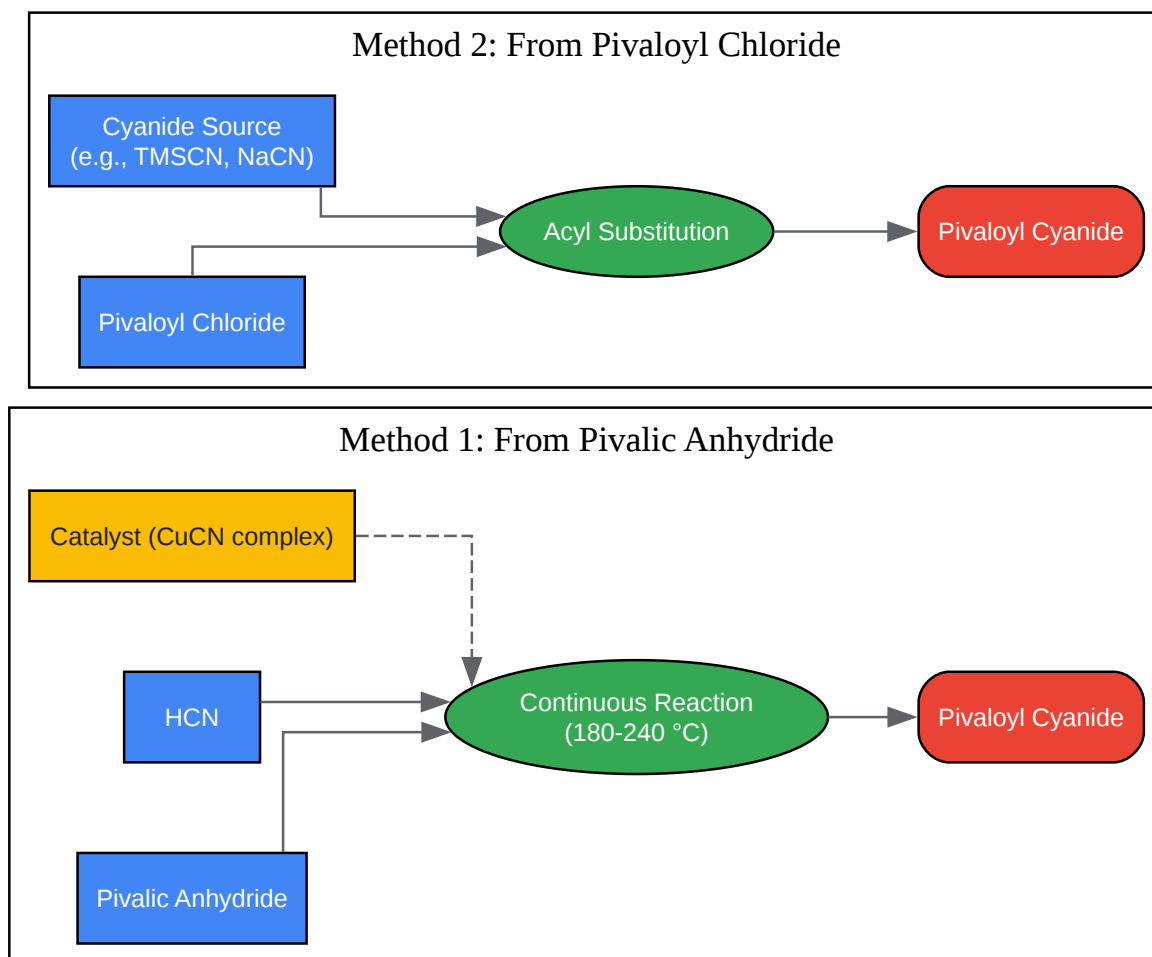 Method 2: From Pivaloyl Chloride
Cyanide Source
(e.g., TMSCN, NaCN)
Acyl Substitution
Pivaloyl Cyanide
Pivaloyl Chloride
Method 1: From Pivalic Anhydride
Catalyst (CuCN complex)
HCN
Continuous Reaction
(180-240 °C)
Pivaloyl Cyanide
Pivalic Anhydride